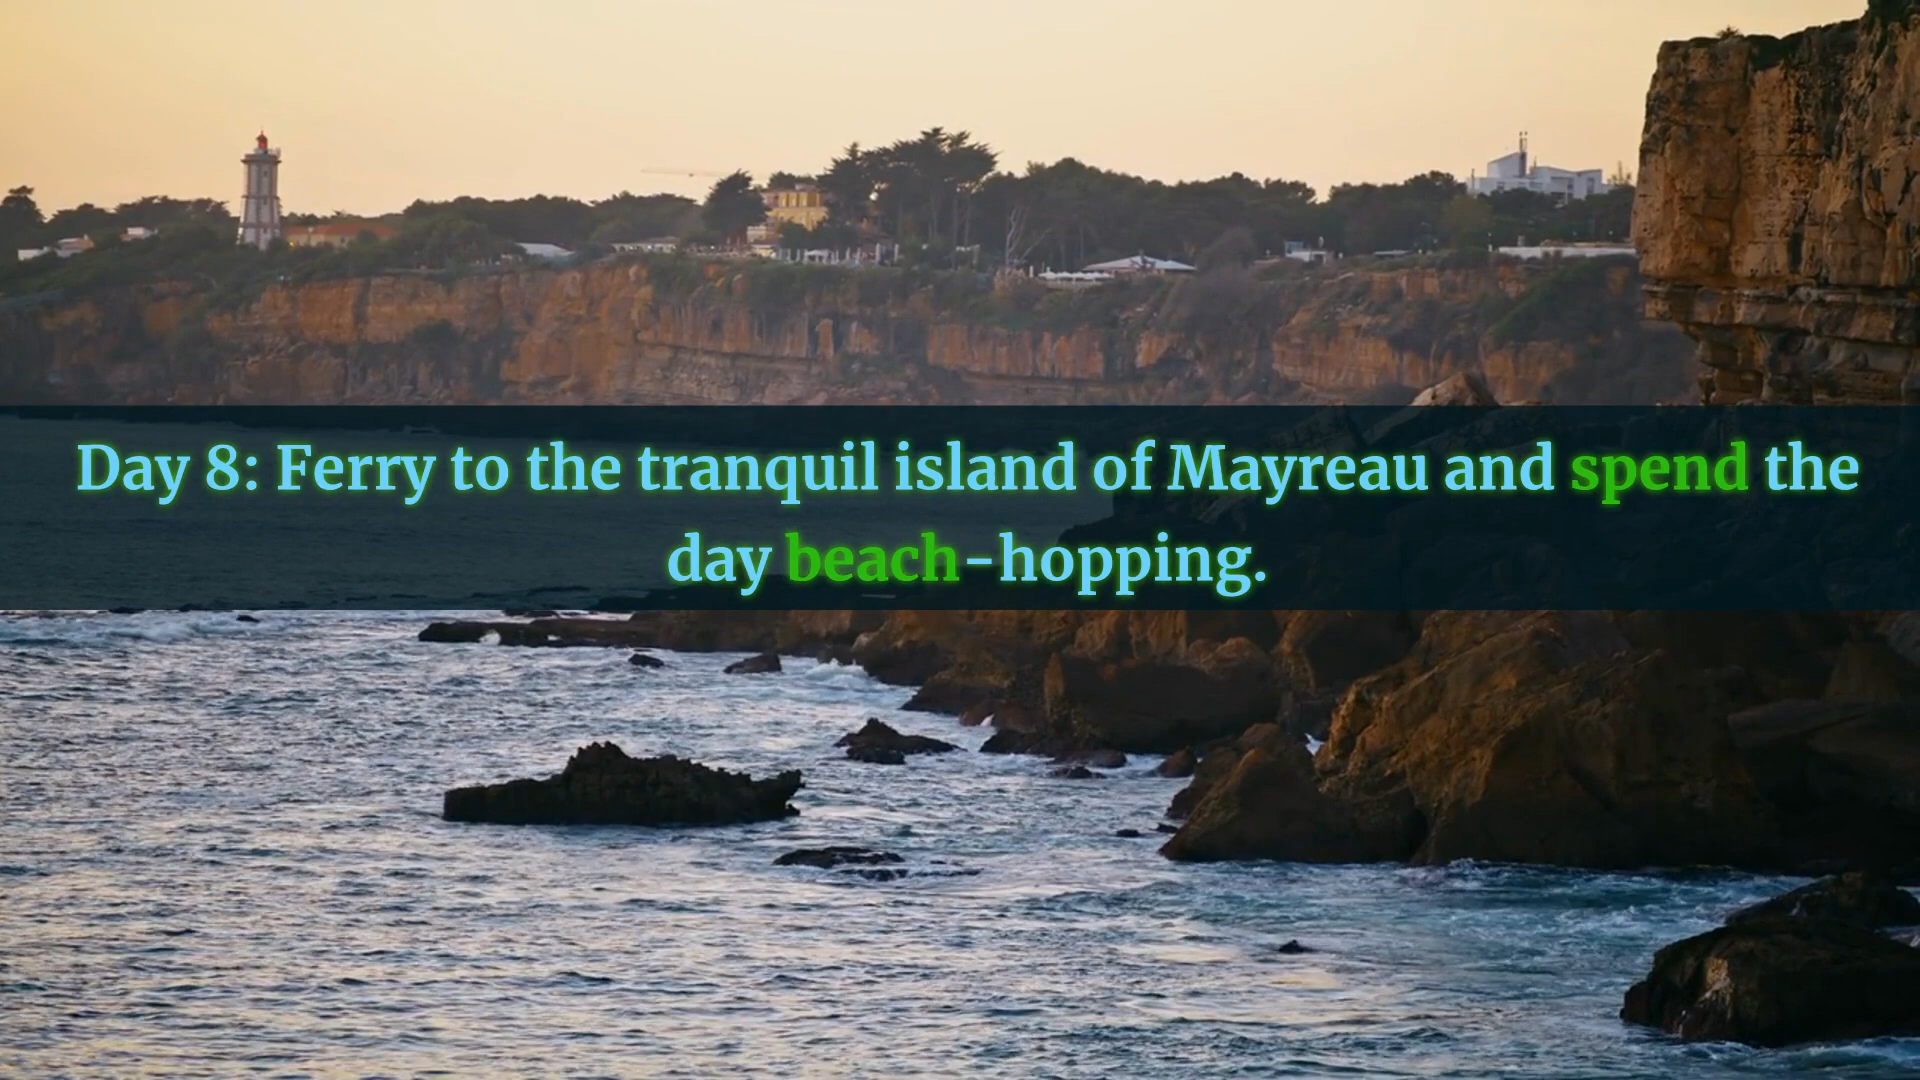 Day 8: Ferry to the tranquil island of Mayreau and spend the
day beach-hopping.